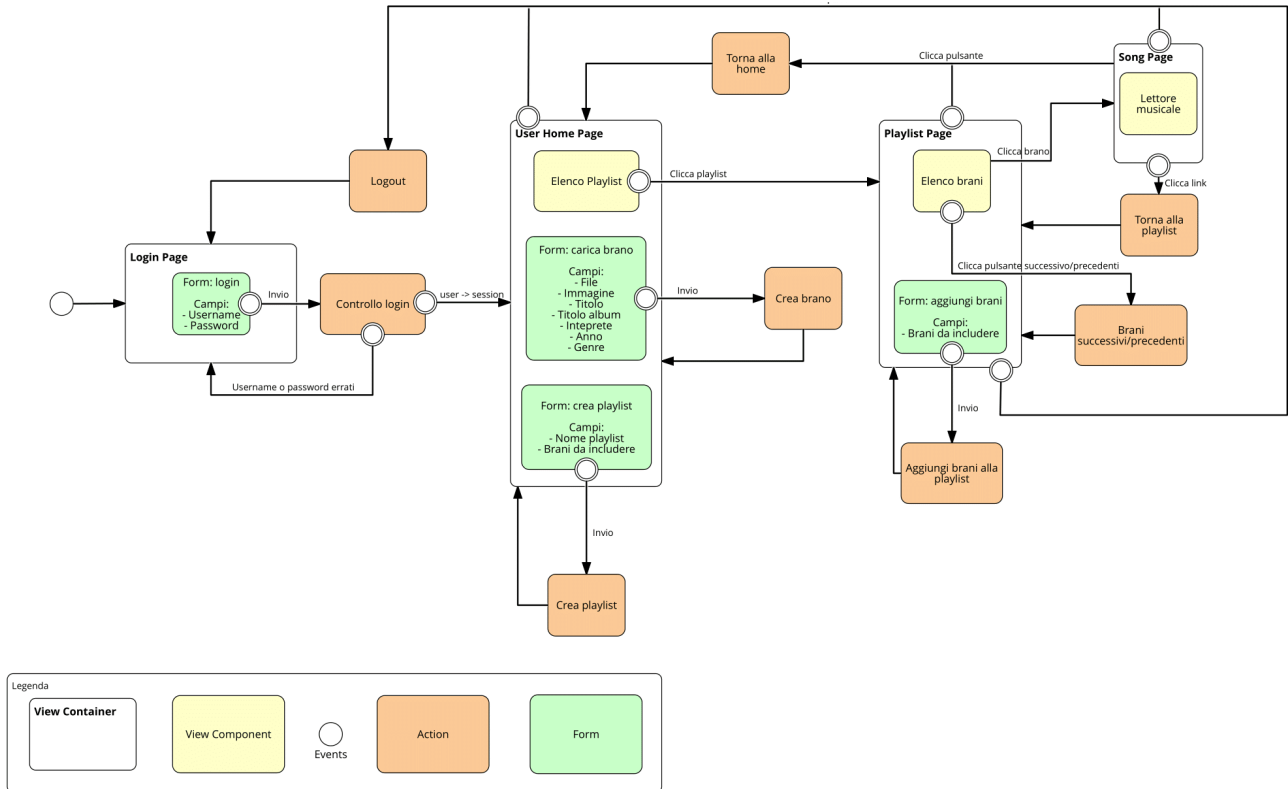 Torna alla
home
Clicca pulsante
Song Page
Lettore
musicale
User Home Page
Playlist Page
Clicca brano
Logout
Elenco Playlist
Clicca playlist
Elenco brani
Clicca link
Torna alla
playlist
Login Page
Form: login
Campi:
- Username
- Password
Invio
Controllo login
user -> session
Username o password errati
Form: carica brano
Campi:
- File
- Immagine
- Titolo
- Titolo album
- Inteprete
- Anno
- Genre
Invio
Crea brano
Clicca pulsante successivo/precedenti
Form: aggiungi brani
Campi:
- Brani da includere
Brani
successivi/precedenti
Form: crea playlist
Campi:
- Nome playlist
- Brani da includere
Invio
Aggiungi brani alla
playlist
Invio
Crea playlist
Legenda
View Container
View Component
Events
Action
Form